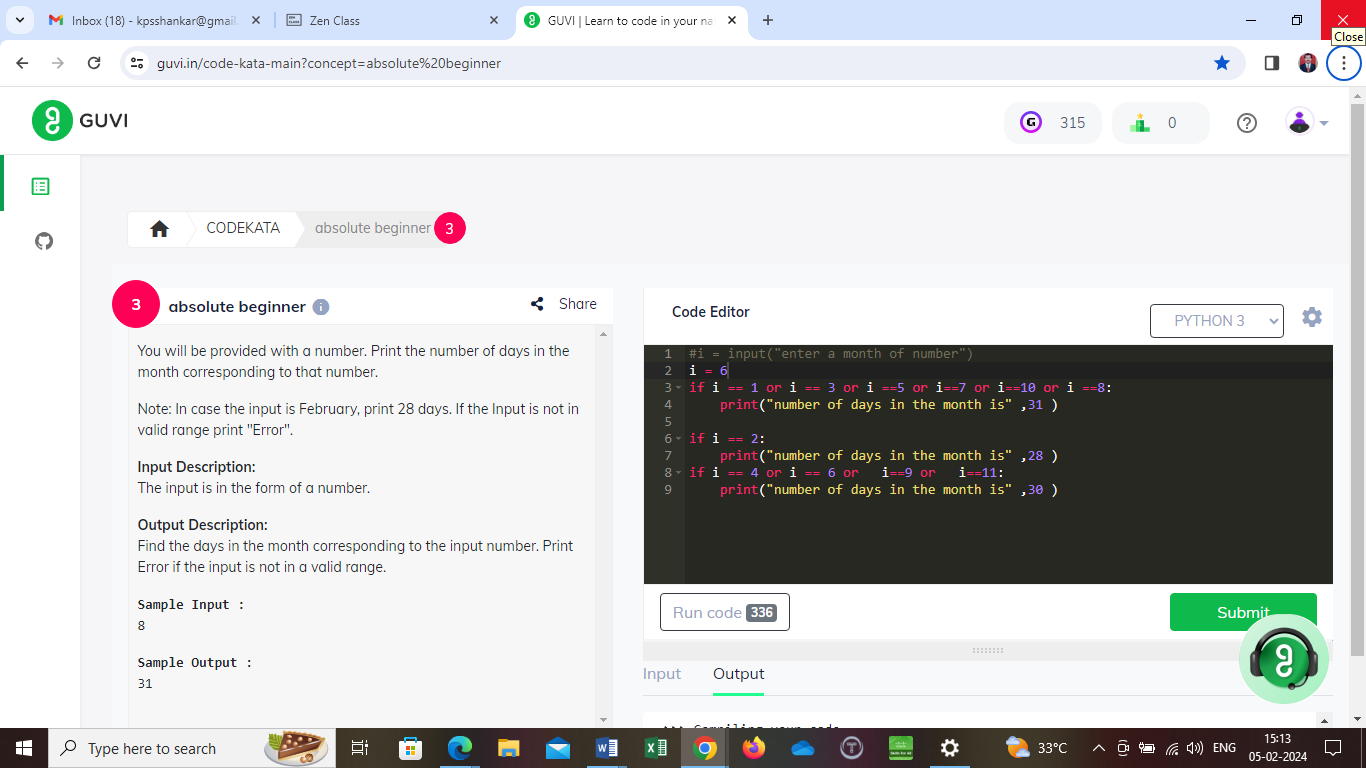 Inbox (18) - kpsshankar@gmail.
Zen Class
GUVI | Learn to code in your na
Close
guvi.in/code-kata-main?concept=absolute%20beginner
GUVI
G
315
0
CODEKATA
absolute beginner
3
3
absolute beginner
i
Share
You will be provided with a number. Print the number of days in the
month corresponding to that number.
Note: In case the input is February, print 28 days. If the Input is not in
valid range print "Error".
Input Description:
The input is in the form of a number.
Output Description:
Find the days in the month corresponding to the input number. Print
Error if the input is not in a valid range.
Sample Input :
8
Sample Output :
31
Code Editor
PYTHON 3
1 #i = input("enter a month of number")
2 i = 6
3 if i == 1 or i == 3 or i ==5 or i==7 or i==10 or i ==8:
4     print("number of days in the month is" ,31 )
5
6 if i == 2:
7     print("number of days in the month is" ,28 )
8 if i == 4 or i == 6 or   i==9 or   i==11:
9     print("number of days in the month is" ,30 )
Run code 336
Submit
Input
Output
Type here to search
33°C
ENG
15:13
05-02-2024